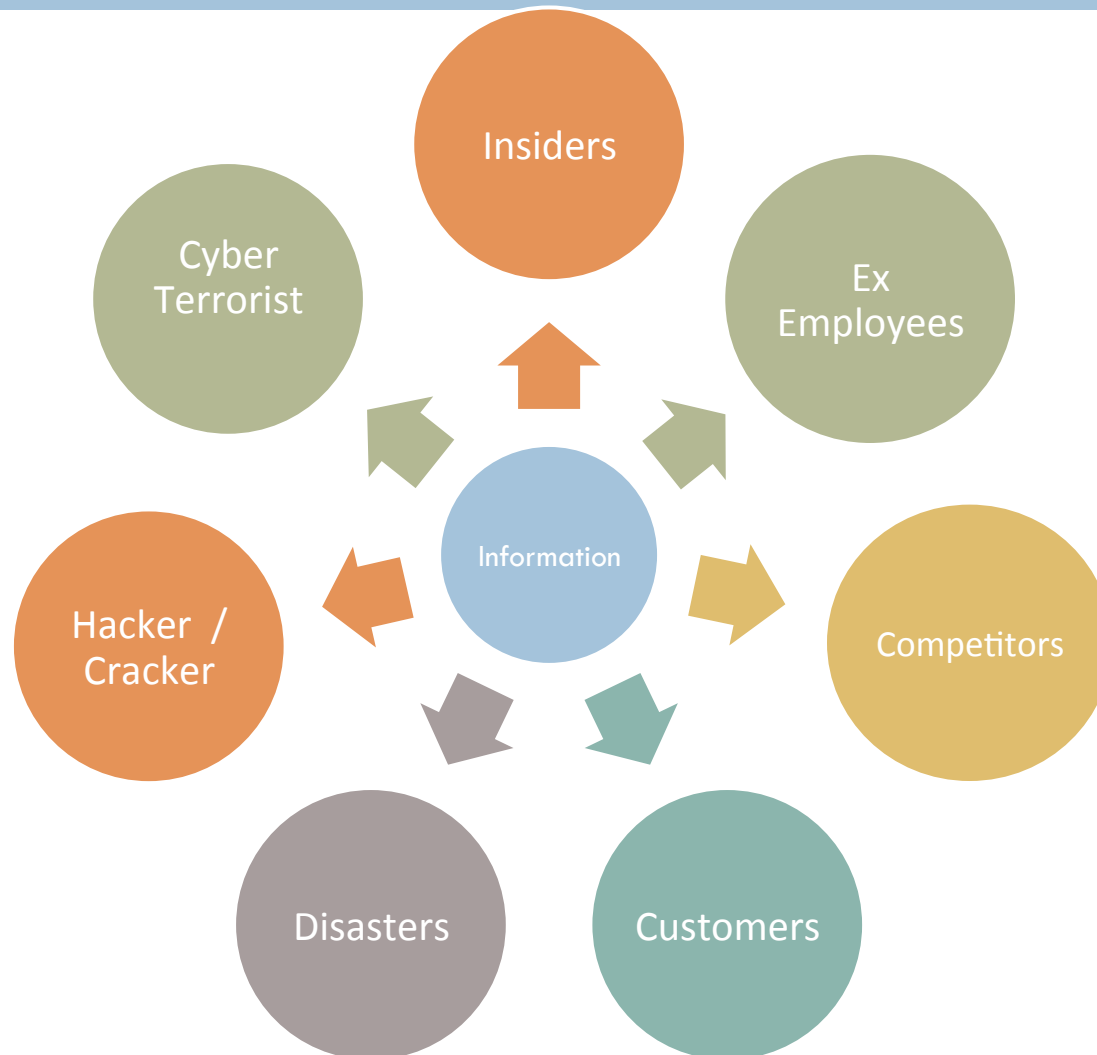 Insiders
Ex
Employees
Competitors
Customers
Disasters
Hacker /
Cracker
Cyber
Terrorist
Information